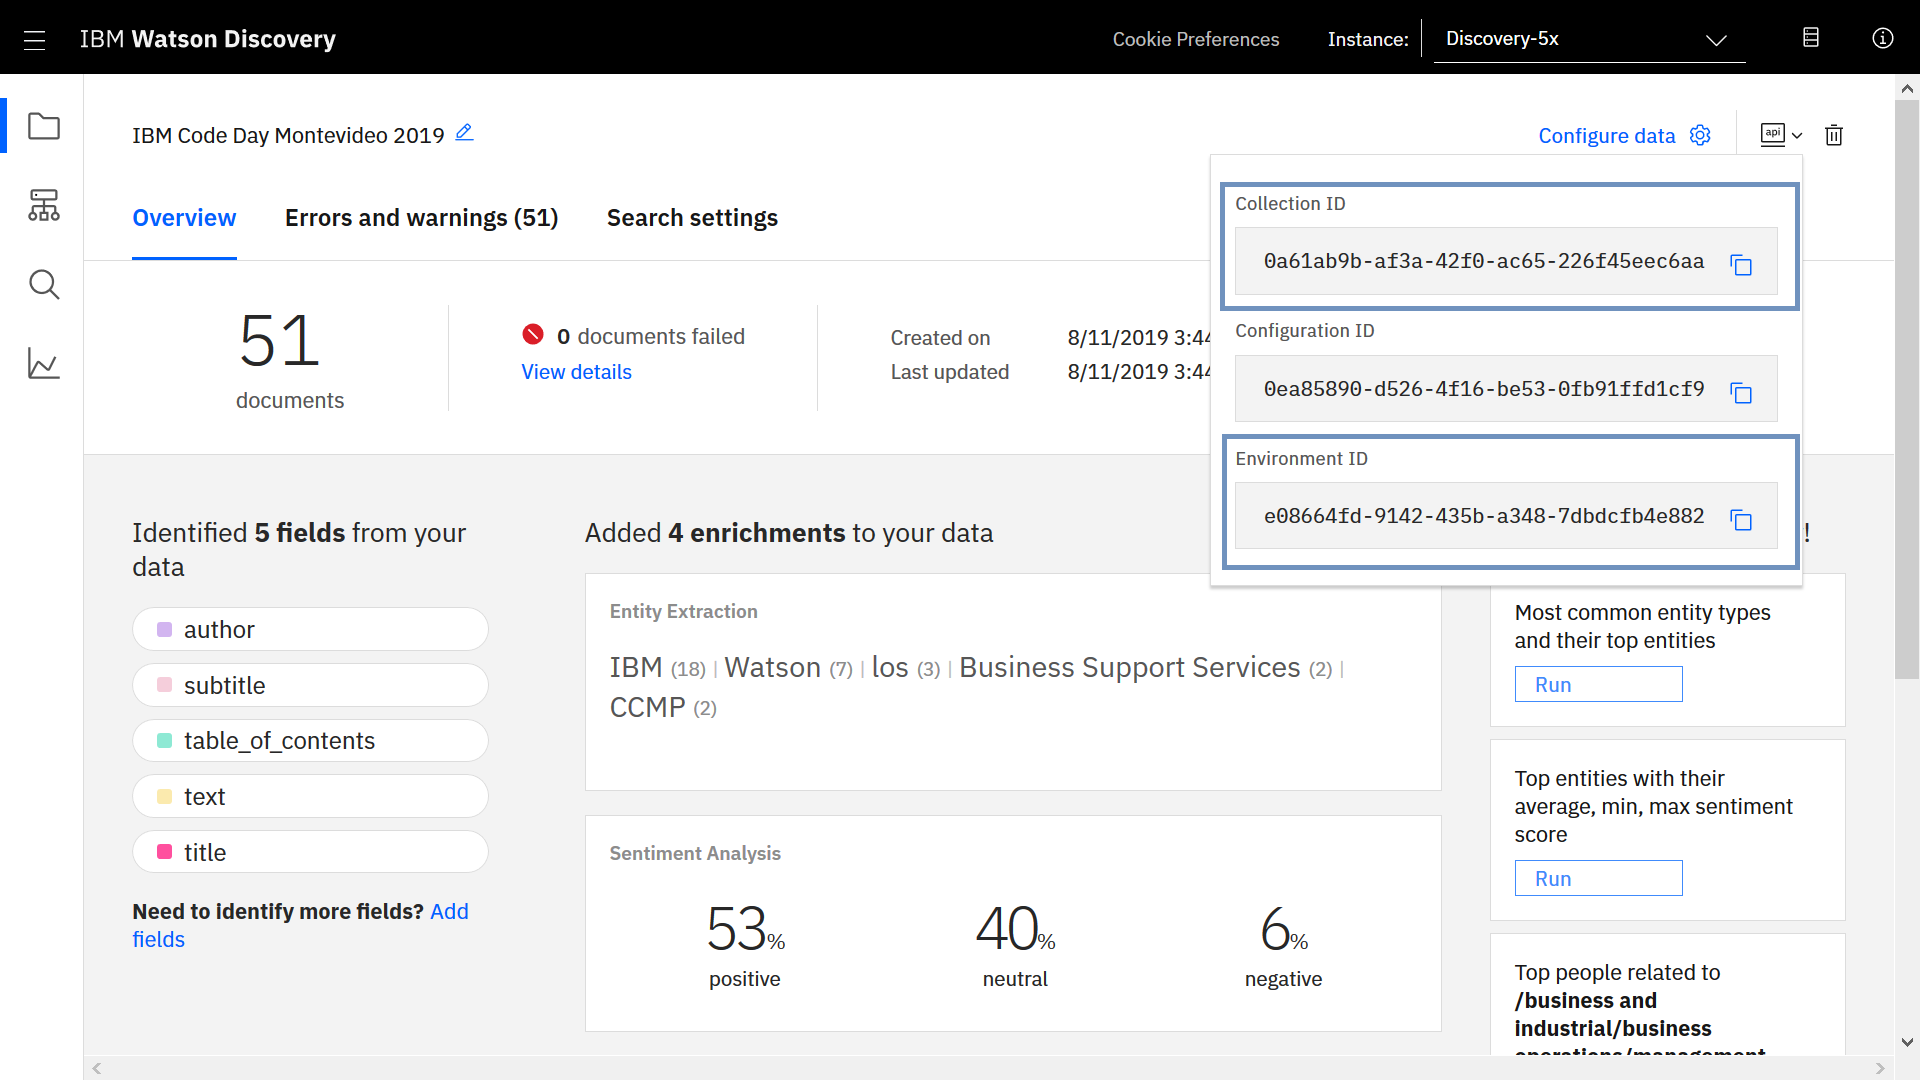 IBM Watson Discovery
Cookie Preferences
Instance:
Discovery-5x
IBM Code Day Montevideo 2019
Configure data
api
Overview
Errors and warnings (51)
Search settings
Collection ID
0a61ab9b-af3a-42f0-ac65-226f45eec6aa
Configuration ID
0ea85890-d526-4f16-be53-0fb91ffd1cf9
Environment ID
e08664fd-9142-435b-a348-7dbdcfb4e882
51
documents
0 documents failed
View details
Created on 8/11/2019 3:44
Last updated 8/11/2019 3:44
Identified 5 fields from your
data
author
subtitle
table_of_contents
text
title
Need to identify more fields? Add
fields
Added 4 enrichments to your data
Entity Extraction
IBM (18) | Watson (7) | los (3) | Business Support Services (2) |
CCMP (2)
Sentiment Analysis
53% 40% 6%
positive neutral negative
!
Most common entity types
and their top entities
Run
Top entities with their
average, min, max sentiment
score
Run
Top people related to
/business and
industrial/business
operations/management